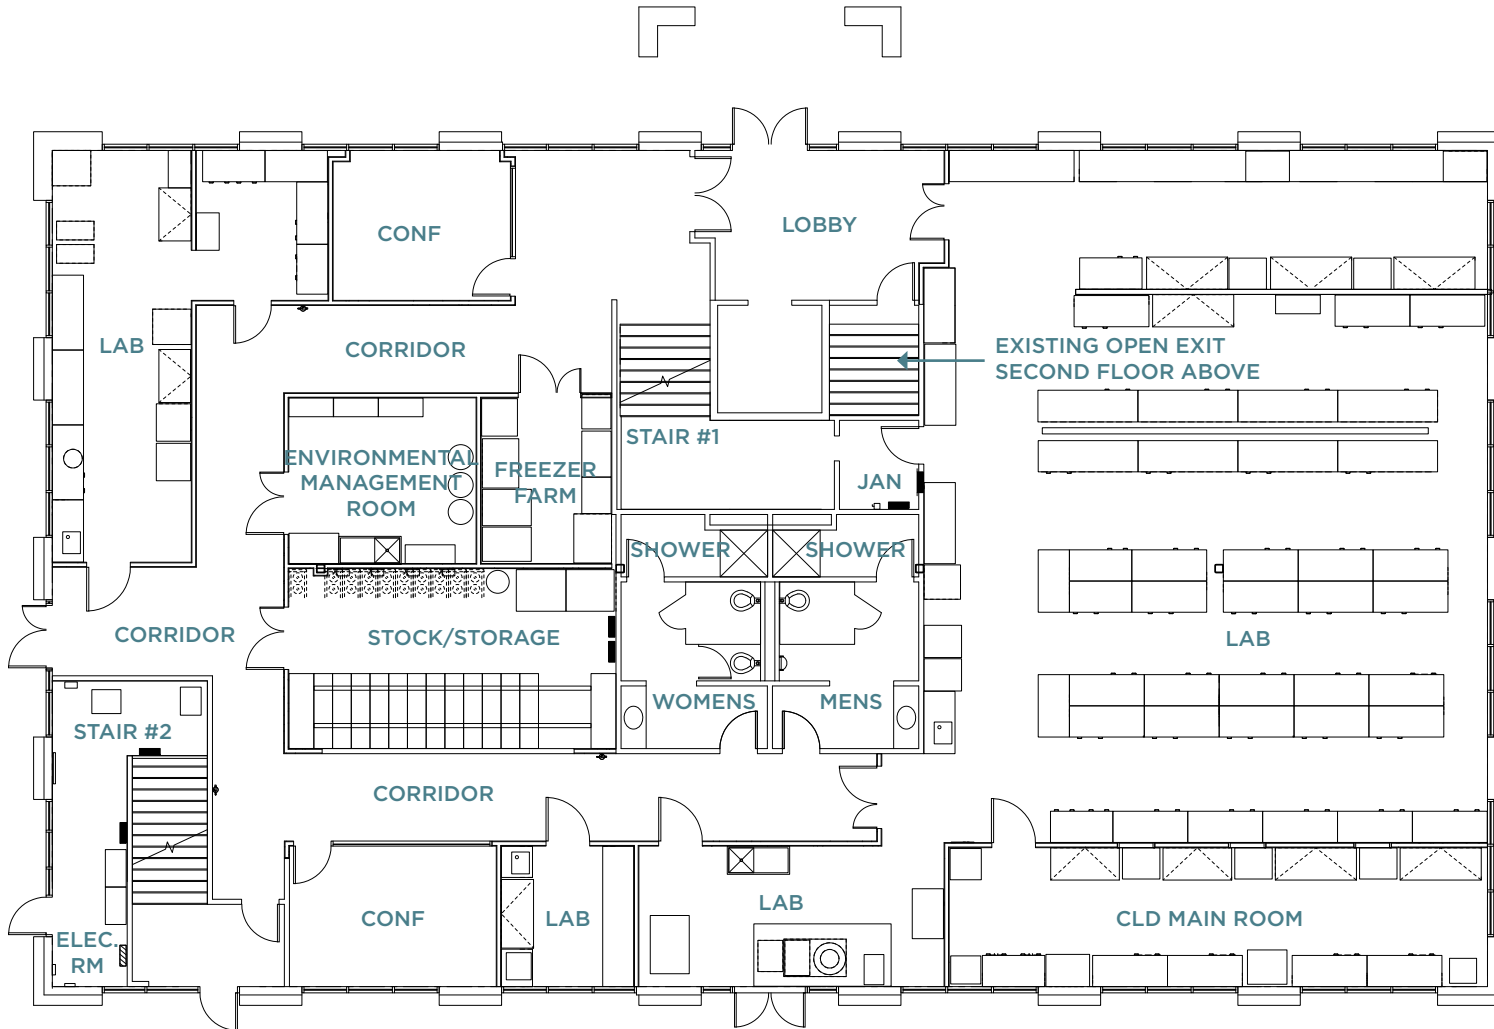 LOBBY
CONF
LAB
CORRIDOR
EXISTING OPEN EXIT
SECOND FLOOR ABOVE
STAIR #1
ENVIRONMENTAL
MANAGEMENT
ROOM
FREEZER
FARM
JAN
SHOWER
SHOWER
CORRIDOR
STOCK/STORAGE
LAB
WOMENS
MENS
STAIR #2
CORRIDOR
CONF
LAB
LAB
CLD MAIN ROOM
ELEC.
RM